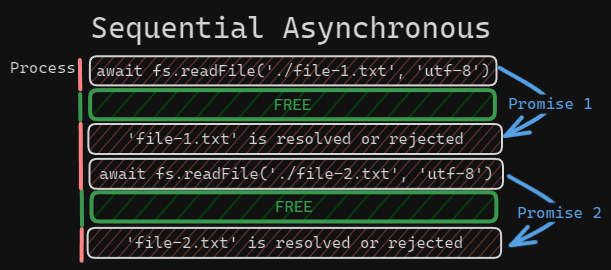 Sequential Asynchronous
Process
await fs.readFile('./file-1.txt', 'utf-8')
FREE
Promise 1
'file-1.txt' is resolved or rejected
await fs.readFile('./file-2.txt', 'utf-8')
FREE
Promise 2
'file-2.txt' is resolved or rejected